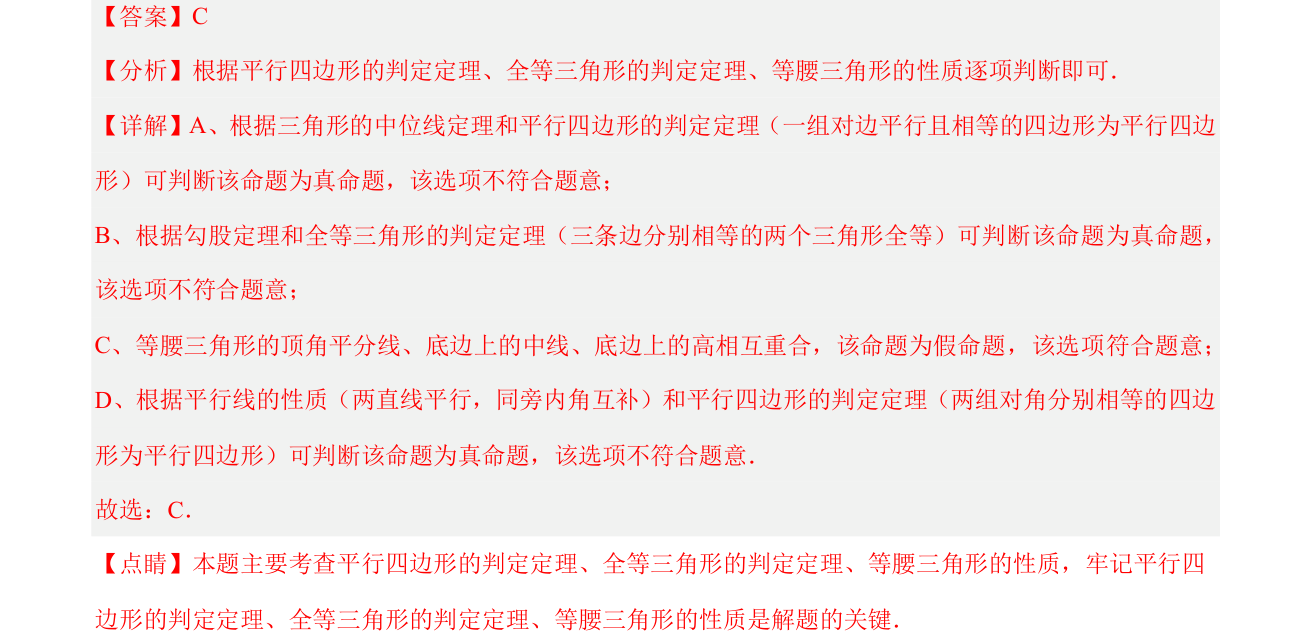 【答案】C
【分析】根据平行四边形的判定定理、全等三角形的判定定理、等腰三角形的性质逐项判断即可．
【详解】A、根据三角形的中位线定理和平行四边形的判定定理（一组对边平行且相等的四边形为平行四边
形）可判断该命题为真命题，该选项不符合题意；
B、根据勾股定理和全等三角形的判定定理（三条边分别相等的两个三角形全等）可判断该命题为真命题，
该选项不符合题意；
C、等腰三角形的顶角平分线、底边上的中线、底边上的高相互重合，该命题为假命题，该选项符合题意；
D、根据平行线的性质（两直线平行，同旁内角互补）和平行四边形的判定定理（两组对角分别相等的四边
形为平行四边形）可判断该命题为真命题，该选项不符合题意．
故选：C．
【点睛】本题主要考查平行四边形的判定定理、全等三角形的判定定理、等腰三角形的性质，牢记平行四
边形的判定定理、全等三角形的判定定理、等腰三角形的性质是解题的关键．